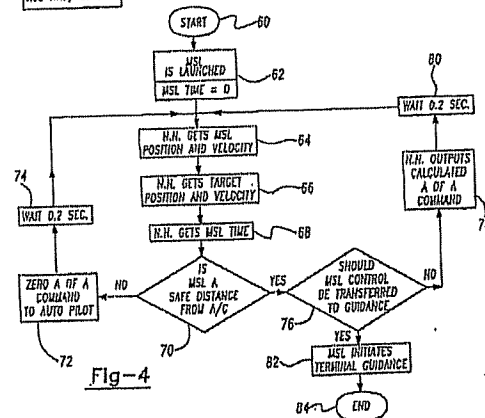 START
60
MSL
IS LAUNCHED
MSL TIME = 0
62
80
WAIT 0.2 SEC.
N.N. GETS MSL
POSITION AND VELOCITY
64
74
N.N. GETS TARGET
POSITION AND VELOCITY
66
N.N. OUTPUTS
CALCULATED
A OF A
COMMAND
WAIT 0.2 SEC.
N.N. GETS MSL TIME
68
ZERO A OF A
COMMAND
TO AUTO PILOT
72
NO
IS
MSL A
SAFE DISTANCE
FROM A/C
70
YES
SHOULD
MSL CONTROL
BE TRANSFERRED
TO GUIDANCE
76
NO
YES
82
MSL INITIATES
TERMINAL GUIDANCE
Fig-4
84
END